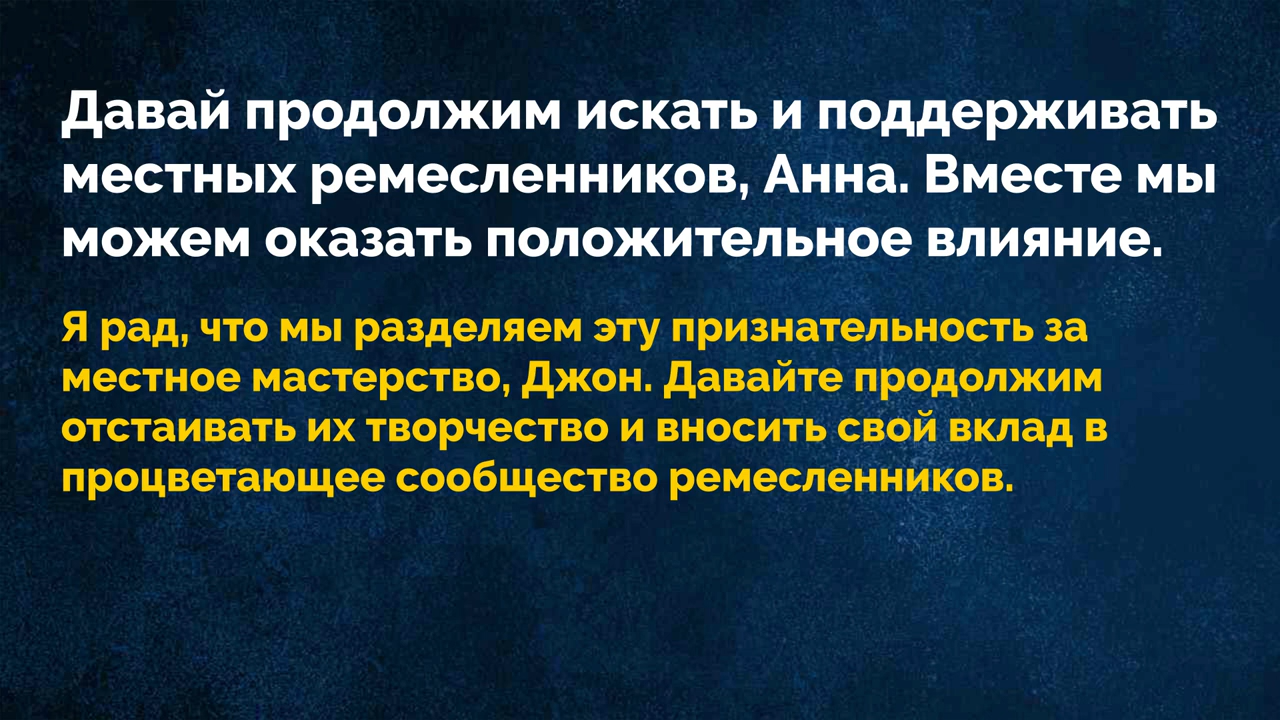 Давай продолжим искать и поддерживать
местных ремесленников, Анна. Вместе мы
можем оказать положительное влияние.
Я рад, что мы разделяем эту признательность за
местное мастерство, Джон. Давайте продолжим
отстаивать их творчество и вносить свой вклад в
процветающее сообщество ремесленников.